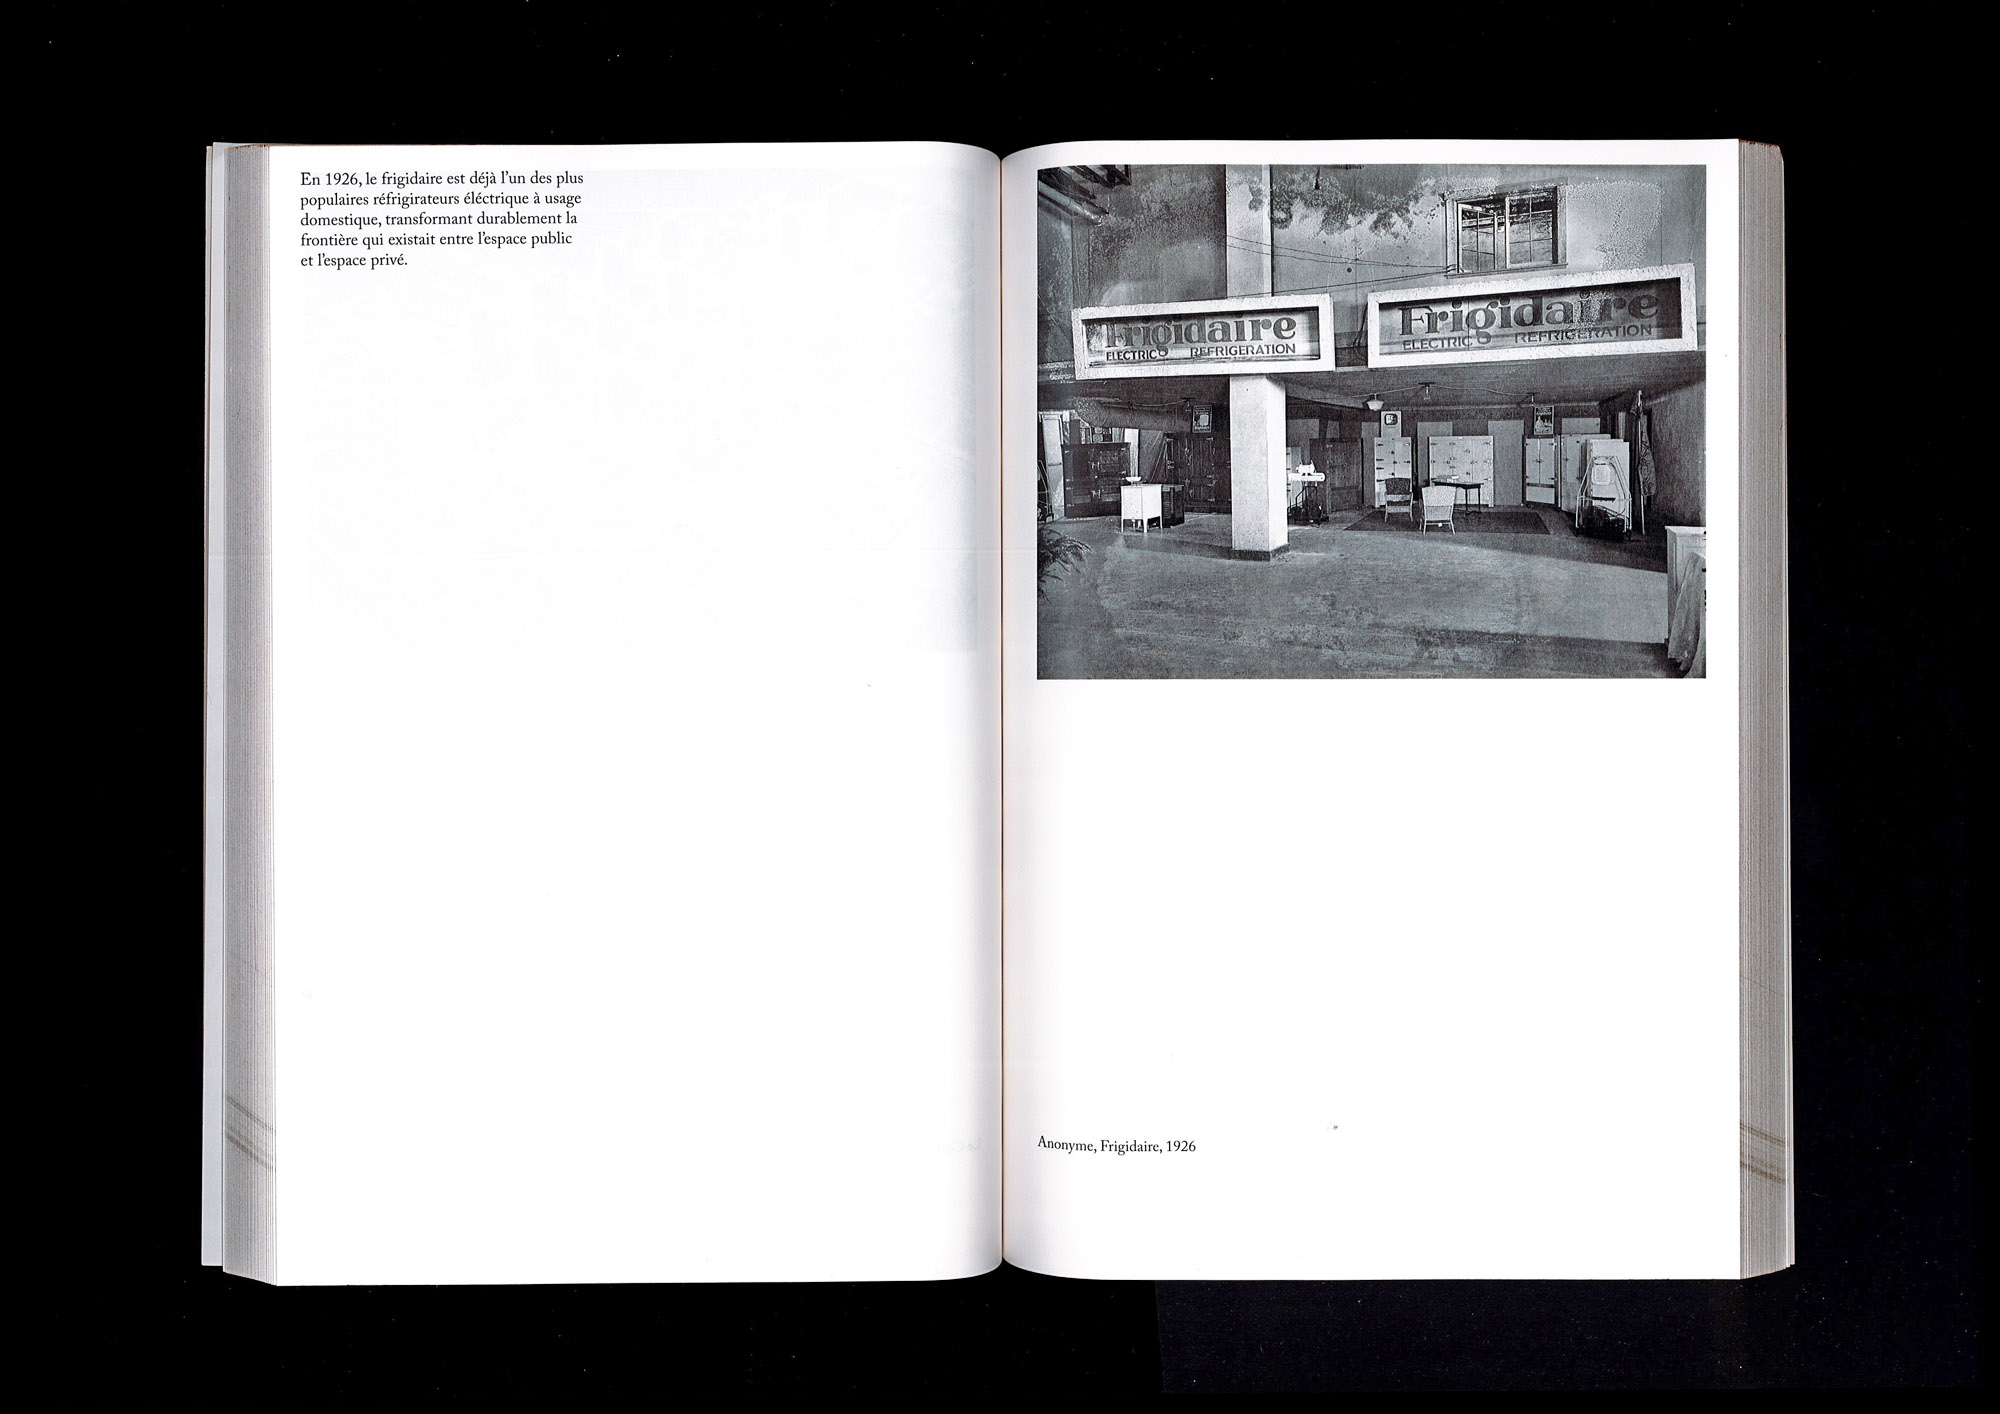 En 1926, le frigidaire est déjà l'un des plus
populaires réfrigirateurs éléctrique à usage
domestique, transformant durablement la
frontière qui existait entre l'espace public
et l'espace privé.
Frigidaire
ELECTRIC REFRIGERATION
Frigidaire
ELECTRIC REFRIGERATION
Anonyme, Frigidaire, 1926